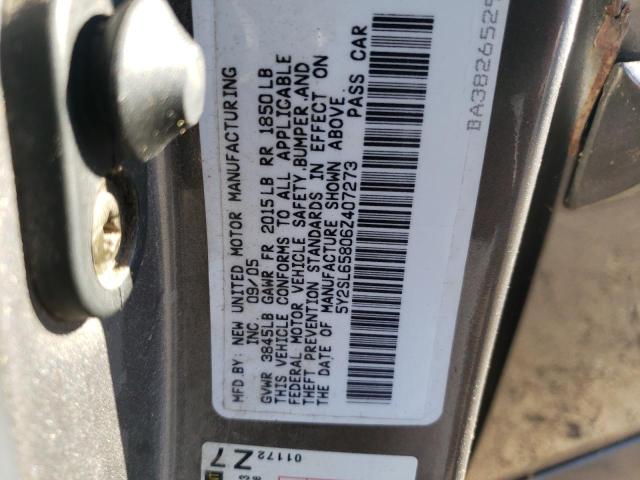 MFD.BY: NEW UNITED MOTOR MANUFACTURING
INC. 09/05
GVWR 3845LB GAWR FR 2015LB RR 1850LB
THIS VEHICLE CONFORMS TO ALL APPLICABLE
FEDERAL MOTOR VEHICLE SAFETY,BUMPER,AND
THEFT PREVENTION STANDARDS IN EFFECT ON
THE DATE OF MANUFACTURE SHOWN ABOVE.
5Y2SL65806Z407273 PASS CAR
BA3826525
01172
Z7